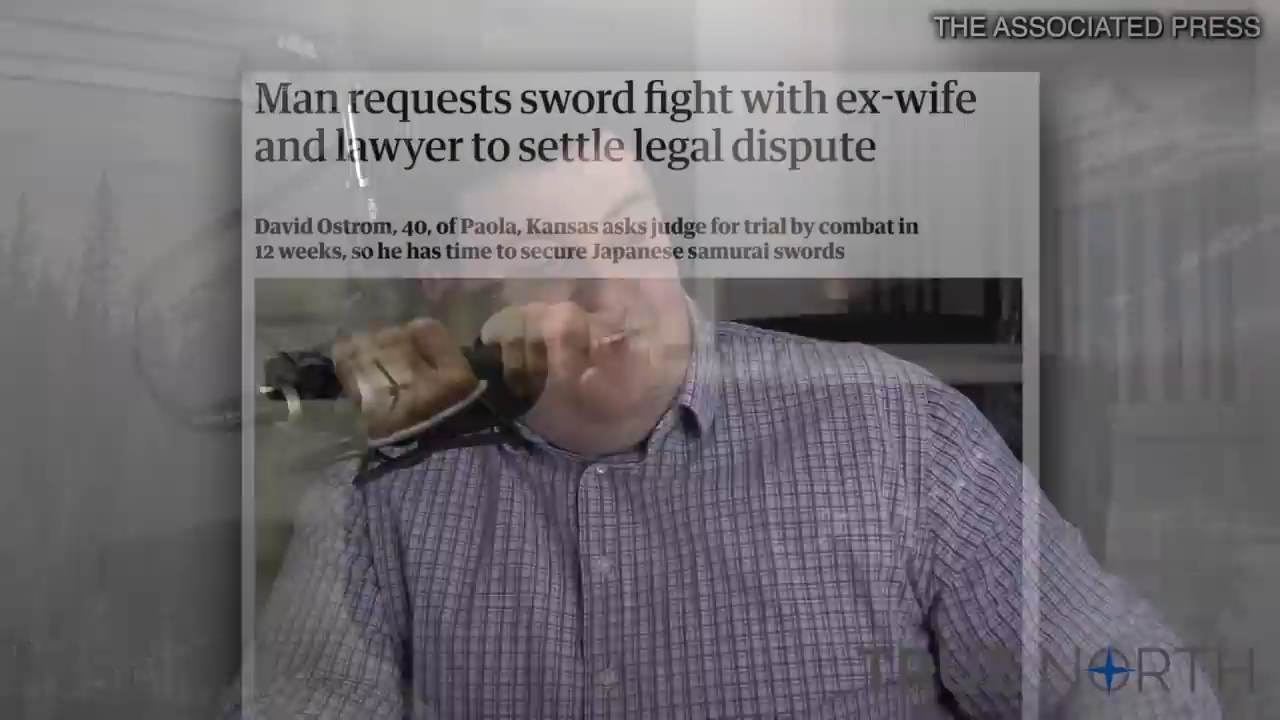 THE ASSOCIATED PRESS
Man requests sword fight with ex-wife
and lawyer to settle legal dispute
David Ostrom, 40, of Paola, Kansas asks judge for trial by combat in
12 weeks, so he has time to secure Japanese samurai swords
TRUE NORTH